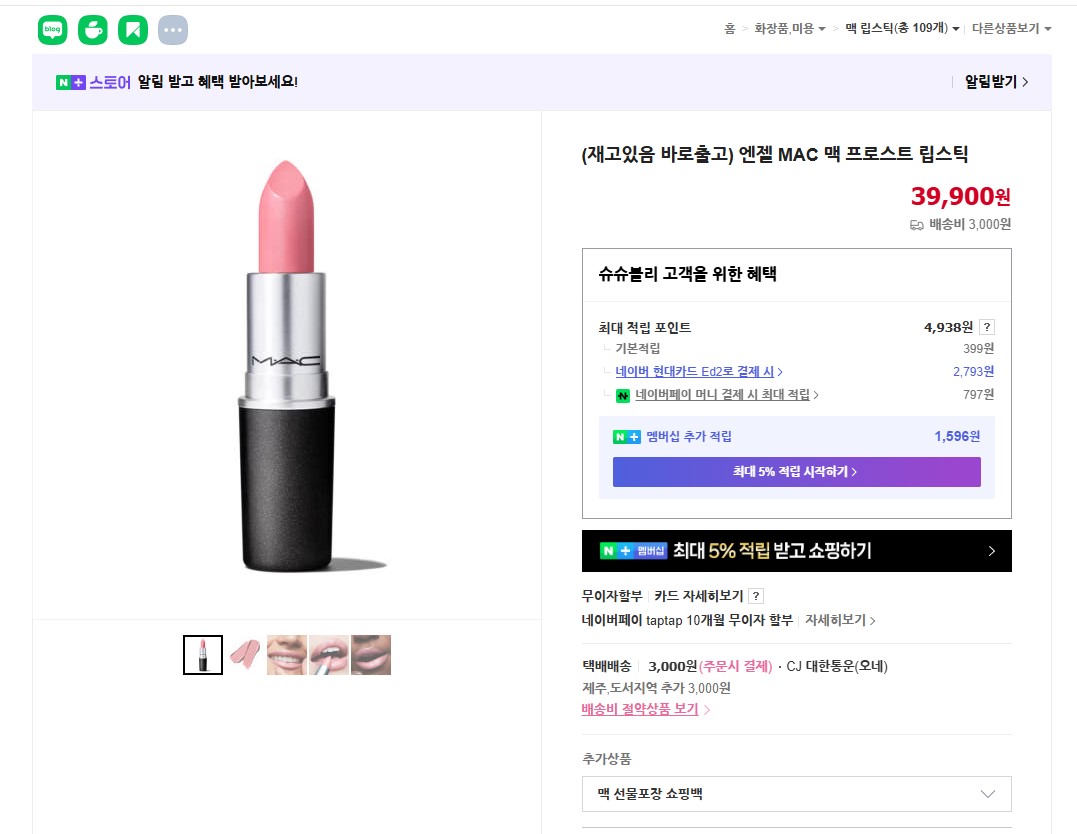 blog
홈 > 화장품,미용 > 맥 립스틱(총 109개) 다른상품보기
N+ 스토어 알림 받고 혜택 받아보세요!
알림받기 >
(재고있음 바로출고) 엔젤 MAC 맥 프로스트 립스틱
39,900원
배송비 3,000원
MAC
슈슈블리 고객을 위한 혜택
최대 적립 포인트 4,938원 ?
기본적립 399원
네이버 현대카드 Ed2로 결제 시 > 2,793원
N 네이버페이 머니 결제 시 최대 적립 > 797원
N+ 멤버십 추가 적립 1,596원
최대 5% 적립 시작하기 >
N+ 멤버십 최대 5% 적립 받고 쇼핑하기 >
무이자할부 카드 자세히보기 ?
네이버페이 taptap 10개월 무이자 할부 자세히보기 >
택배배송 3,000원(주문시 결제) · CJ 대한통운(오네)
제주,도서지역 추가 3,000원
배송비 절약상품 보기 >
추가상품
맥 선물포장 쇼핑백